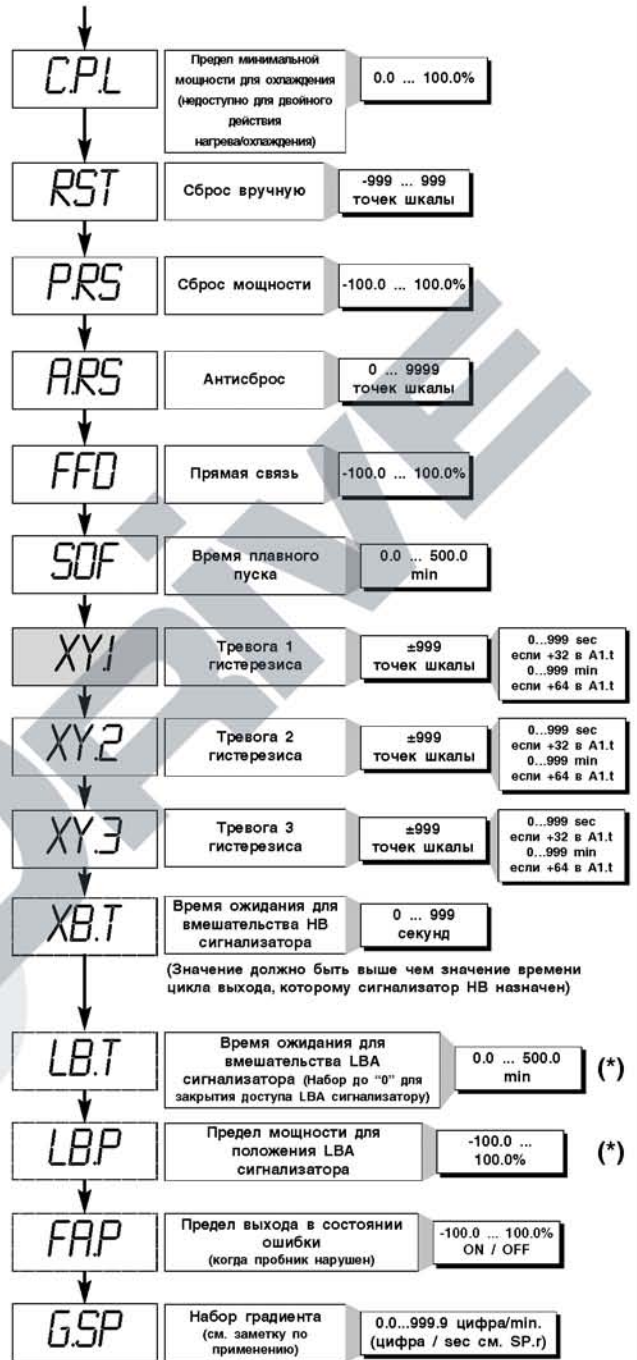 C.P.L
Предел минимальной
мощности для охлаждения
(недоступно для двойного
действия
нагрева/охлаждения)
0.0 ... 100.0%
RST
Сброс вручную
-999 ... 999
точек шкалы
P.RS
Сброс мощности
-100.0 ... 100.0%
A.RS
Антисброс
0 ... 9999
точек шкалы
FFD
Прямая связь
-100.0 ... 100.0%
SOF
Время плавного
пуска
0.0 ... 500.0
min
XY.1
Тревога 1
гистерезиса
±999
точек шкалы
0...999 sec
если +32 в A1.t
0...999 min
если +64 в A1.t
XY.2
Тревога 2
гистерезиса
±999
точек шкалы
0...999 sec
если +32 в A1.t
0...999 min
если +64 в A1.t
XY.3
Тревога 3
гистерезиса
±999
точек шкалы
0...999 sec
если +32 в A1.t
0...999 min
если +64 в A1.t
XB.T
Время ожидания для
вмешательства HB
сигнализатора
0 ... 999
секунд
(Значение должно быть выше чем значение времени
цикла выхода, которому сигнализатор HB назначен)
LB.T
Время ожидания для
вмешательства LBA
сигнализатора (Набор до “0” для
закрытия доступа LBA сигнализатору)
0.0 ... 500.0
min
(*)
LB.P
Предел мощности для
положения LBA
сигнализатора
-100.0 ...
100.0%
(*)
FA.P
Предел выхода в состоянии
ошибки
(когда пробник нарушен)
-100.0 ... 100.0%
ON / OFF
G.SP
Набор градиента
(см. заметку по
применению)
0.0...999.9 цифра/min.
(цифра / sec см. SP.r)
DRIVE